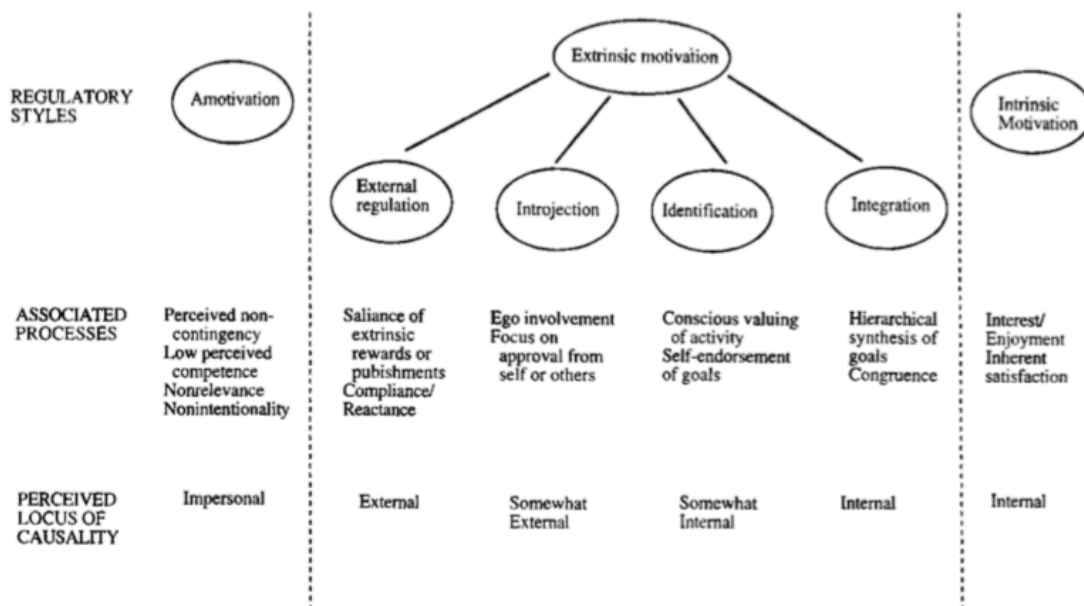 Extrinsic motivation
REGULATORY
STYLES
Amotivation
Intrinsic
Motivation
External
regulation
Introjection
Identification
Integration
ASSOCIATED
PROCESSES
Perceived non-
contingency
Low perceived
competence
Nonrelevance
Nonintentionality
Saliance of
extrinsic
rewards or
pubishments
Compliance/
Reactance
Ego involvement
Focus on
approval from
self or others
Conscious valuing
of activity
Self-endorsement
of goals
Hierarchical
synthesis of
goals
Congruence
Interest/
Enjoyment
Inherent
satisfaction
PERCEIVED
LOCUS OF
CAUSALITY
Impersonal
External
Somewhat
External
Somewhat
Internal
Internal
Internal